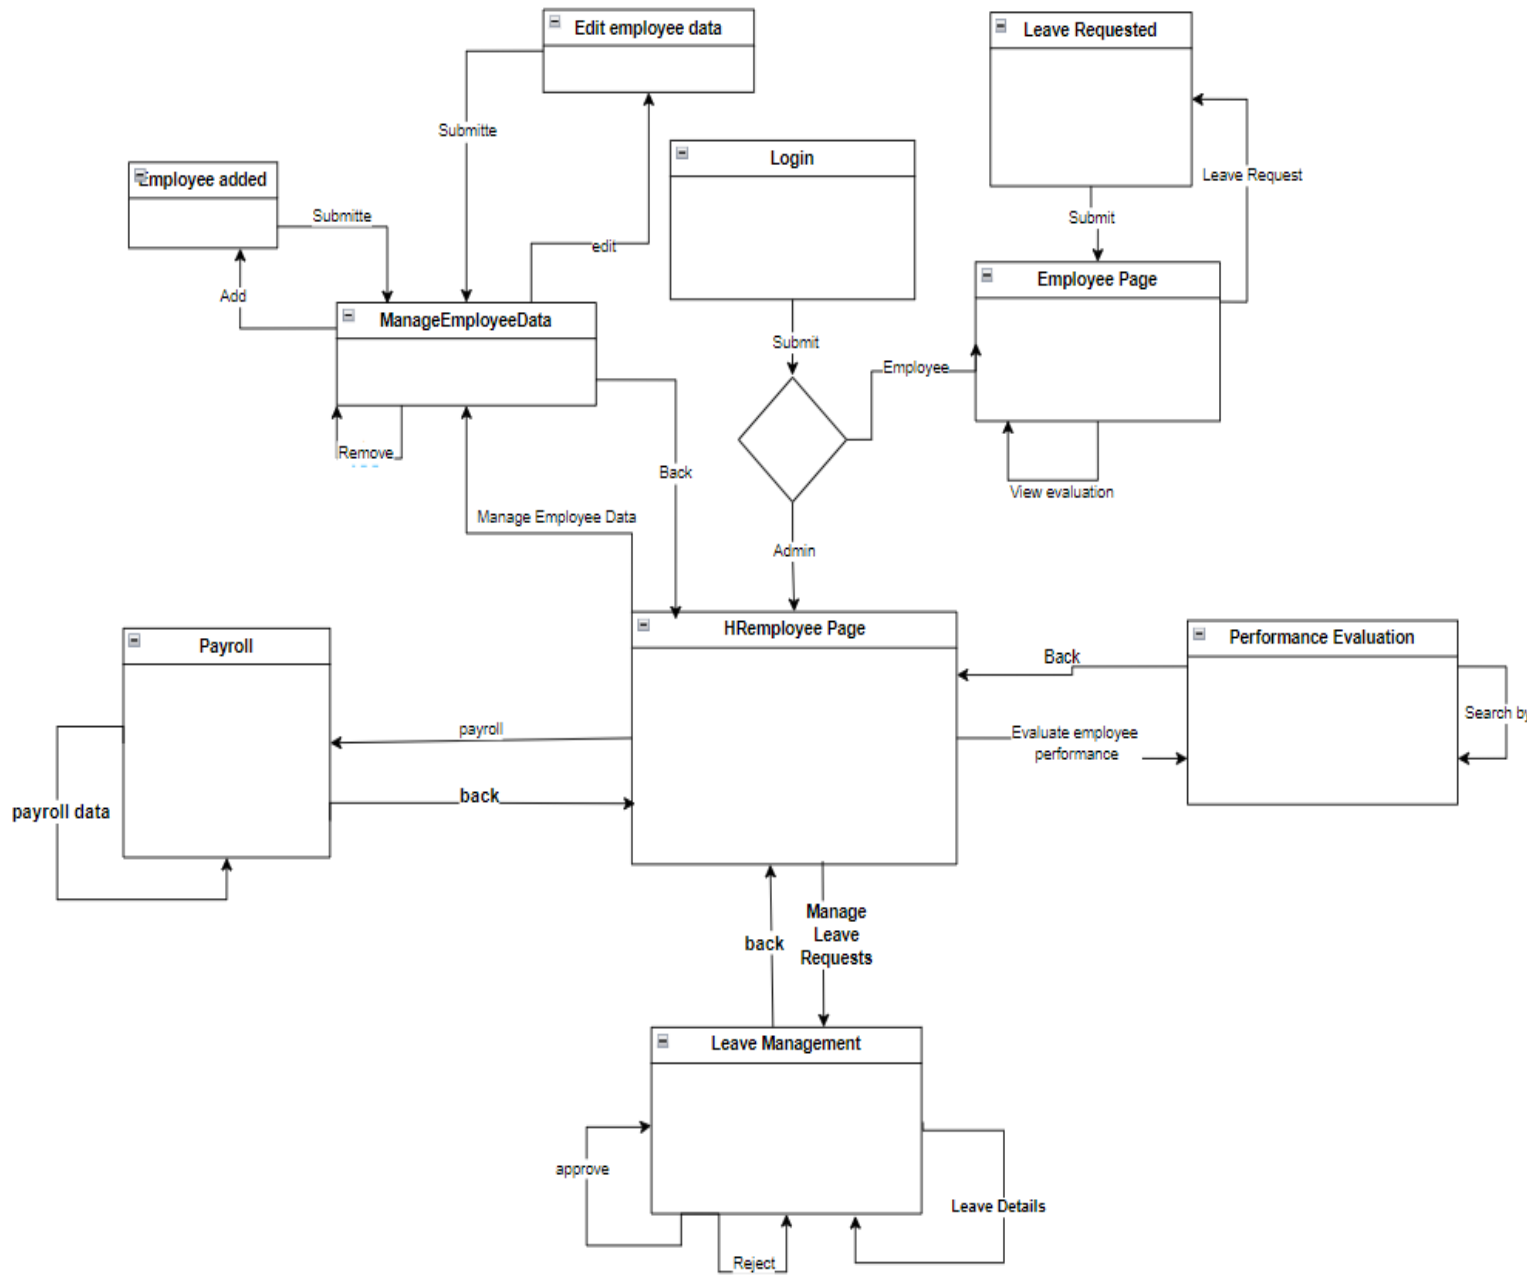 Edit employee data
Leave Requested
Submitte
Login
Employee added
Leave Request
Submitte
Submit
edit
Employee Page
Add
ManageEmployeeData
Submit
Employee
Remove
Back
View evaluation
Manage Employee Data
Admin
HRemployee Page
Payroll
Performance Evaluation
Back
Search by
payroll
Evaluate employee
performance
back
payroll data
Manage
Leave
Requests
back
Leave Management
approve
Leave Details
Reject